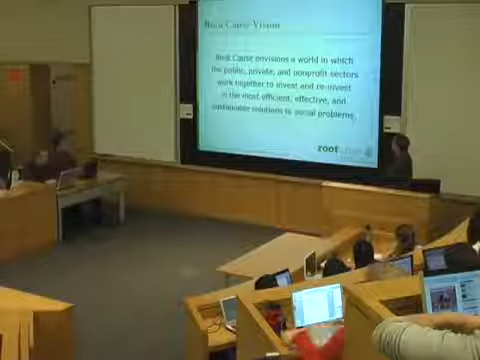 Root Cause Vision
Root Cause envisions a world in which
the public, private, and nonprofit sectors
work together to invest and re-invest
in the most efficient, effective, and
sustainable solutions to social problems.
root